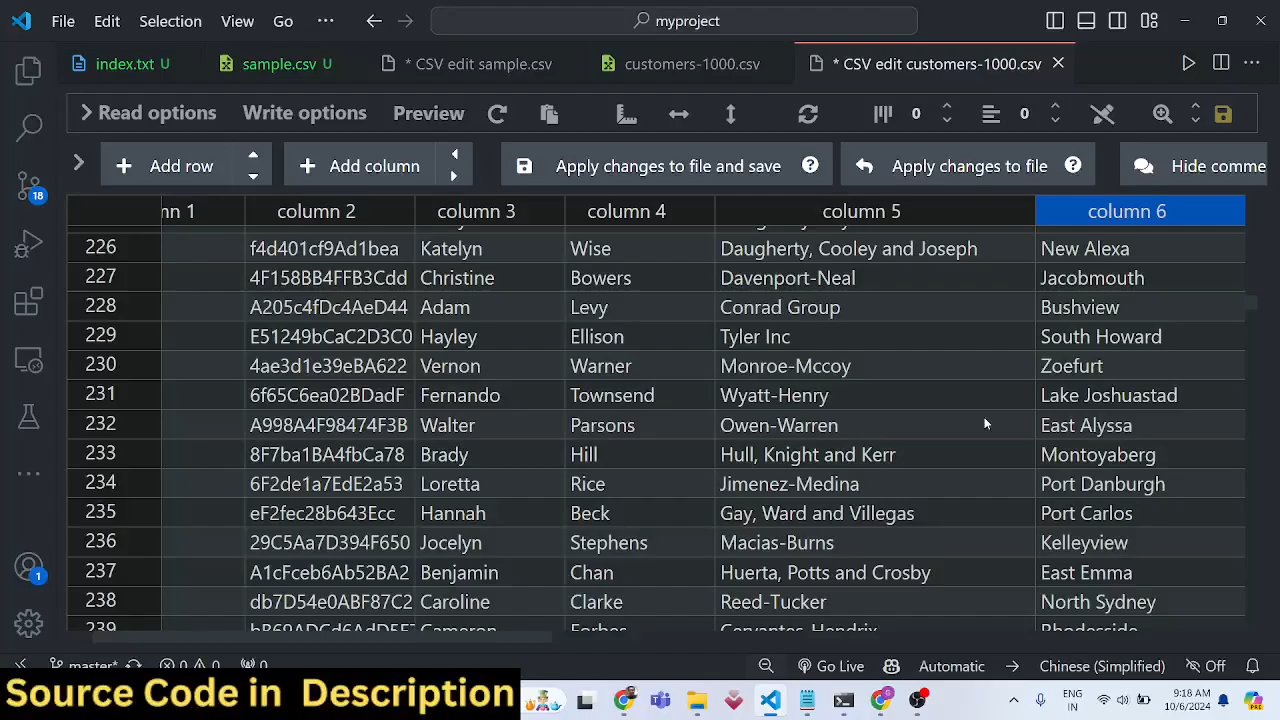 File Edit Selection View Go ··· myproject
index.txt U sample.csv U * CSV edit sample.csv customers-1000.csv * CSV edit customers-1000.csv
Read options Write options Preview 0 0
Add row Add column Apply changes to file and save ? Apply changes to file ? Hide comme
nn 1 column 2 column 3 column 4 column 5 column 6
226 f4d401cf9Ad1bea Katelyn Wise Daugherty, Cooley and Joseph New Alexa
227 4F158BB4FFB3Cdd Christine Bowers Davenport-Neal Jacobmouth
228 A205c4fDc4AeD44 Adam Levy Conrad Group Bushview
229 E51249bCaC2D3C0 Hayley Ellison Tyler Inc South Howard
230 4ae3d1e39eBA622 Vernon Warner Monroe-Mccoy Zoefurt
231 6f65C6ea02BDadF Fernando Townsend Wyatt-Henry Lake Joshuastad
232 A998A4F98474F3B Walter Parsons Owen-Warren East Alyssa
233 8F7ba1BA4fbCa78 Brady Hill Hull, Knight and Kerr Montoyaberg
234 6F2de1a7EdE2a53 Loretta Rice Jimenez-Medina Port Danburgh
235 eF2fec28b643Ecc Hannah Beck Gay, Ward and Villegas Port Carlos
236 29C5Aa7D394F650 Jocelyn Stephens Macias-Burns Kelleyview
237 A1cFceb6Ab52BA2 Benjamin Chan Huerta, Potts and Crosby East Emma
238 db7D54e0ABF87C2 Caroline Clarke Reed-Tucker North Sydney
239 Cameron Forbes Cervantes-Hendrix Rhodesside
18
1
master* 0 0 0 Go Live Automatic Chinese (Simplified) Off
Source Code in Description
ENG
IN
9:18 AM
10/6/2024